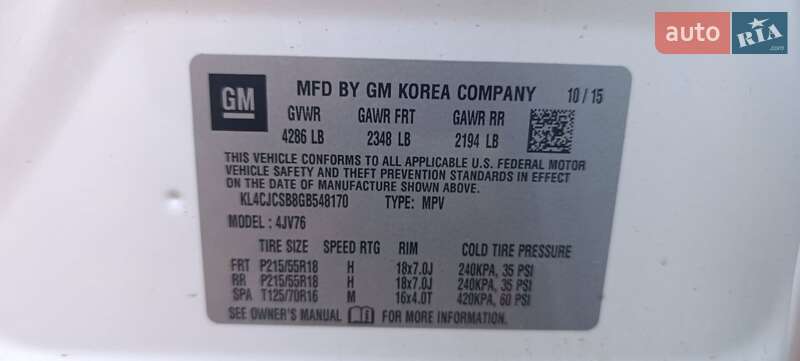 auto RIA.com
GM
MFD BY GM KOREA COMPANY 10/15
GVWR GAWR FRT GAWR RR
4286 LB 2348 LB 2194 LB
THIS VEHICLE CONFORMS TO ALL APPLICABLE U.S. FEDERAL MOTOR
VEHICLE SAFETY AND THEFT PREVENTION STANDARDS IN EFFECT
ON THE DATE OF MANUFACTURE SHOWN ABOVE.
KL4CJCSB8GB548170 TYPE: MPV
MODEL: 4JV76
TIRE SIZE SPEED RTG RIM COLD TIRE PRESSURE
FRT P215/55R18 H 18x7.0J 240KPA, 35 PSI
RR P215/55R18 H 18x7.0J 240KPA, 35 PSI
SPA T125/70R16 M 16x4.0T 420KPA, 60 PSI
SEE OWNER'S MANUAL FOR MORE INFORMATION.